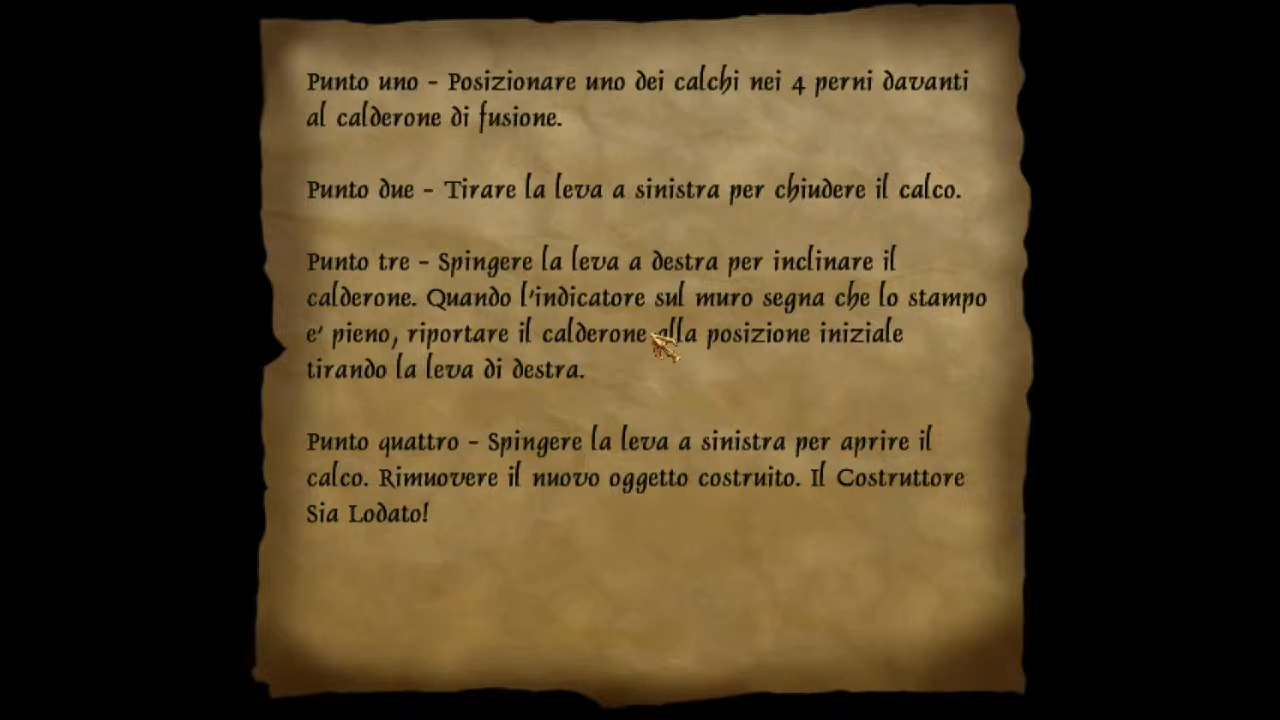 Punto uno - Posizionare uno dei calchi nei 4 perni davanti
al calderone di fusione.
Punto due - Tirare la leva a sinistra per chiudere il calco.
Punto tre - Spingere la leva a destra per inclinare il
calderone. Quando l'indicatore sul muro segna che lo stampo
e' pieno, riportare il calderone alla posizione iniziale
tirando la leva di destra.
Punto quattro - Spingere la leva a sinistra per aprire il
calco. Rimuovere il nuovo oggetto costruito. Il Costruttore
Sia Lodato!